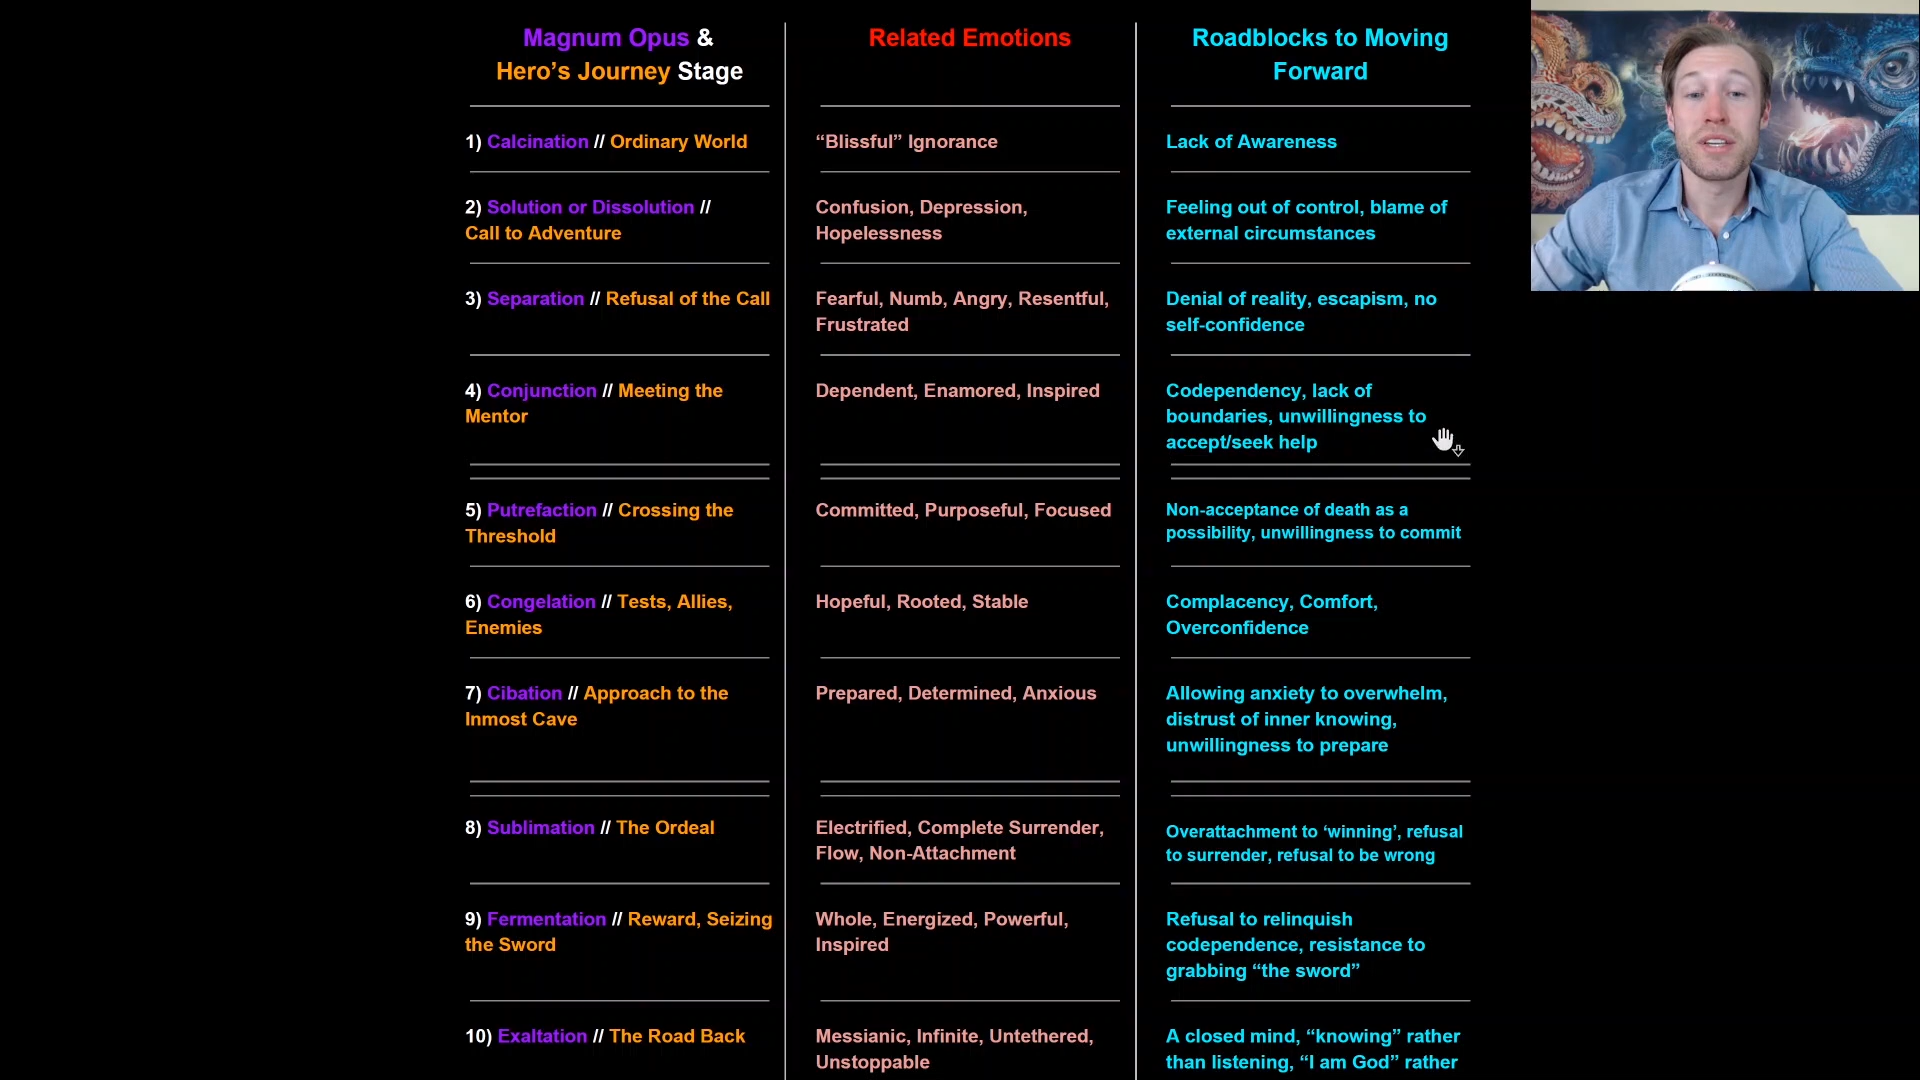 Magnum Opus &
Hero’s Journey Stage
Related Emotions
Roadblocks to Moving
Forward
1) Calcination // Ordinary World
“Blissful” Ignorance
Lack of Awareness
2) Solution or Dissolution //
Call to Adventure
Confusion, Depression,
Hopelessness
Feeling out of control, blame of
external circumstances
3) Separation // Refusal of the Call
Fearful, Numb, Angry, Resentful,
Frustrated
Denial of reality, escapism, no
self-confidence
4) Conjunction // Meeting the
Mentor
Dependent, Enamored, Inspired
Codependency, lack of
boundaries, unwillingness to
accept/seek help
5) Putrefaction // Crossing the
Threshold
Committed, Purposeful, Focused
Non-acceptance of death as a
possibility, unwillingness to commit
6) Congelation // Tests, Allies,
Enemies
Hopeful, Rooted, Stable
Complacency, Comfort,
Overconfidence
7) Cibation // Approach to the
Inmost Cave
Prepared, Determined, Anxious
Allowing anxiety to overwhelm,
distrust of inner knowing,
unwillingness to prepare
8) Sublimation // The Ordeal
Electrified, Complete Surrender,
Flow, Non-Attachment
Overattachment to ‘winning’, refusal
to surrender, refusal to be wrong
9) Fermentation // Reward, Seizing
the Sword
Whole, Energized, Powerful,
Inspired
Refusal to relinquish
codependence, resistance to
grabbing “the sword”
10) Exaltation // The Road Back
Messianic, Infinite, Untethered,
Unstoppable
A closed mind, “knowing” rather
than listening, “I am God” rather